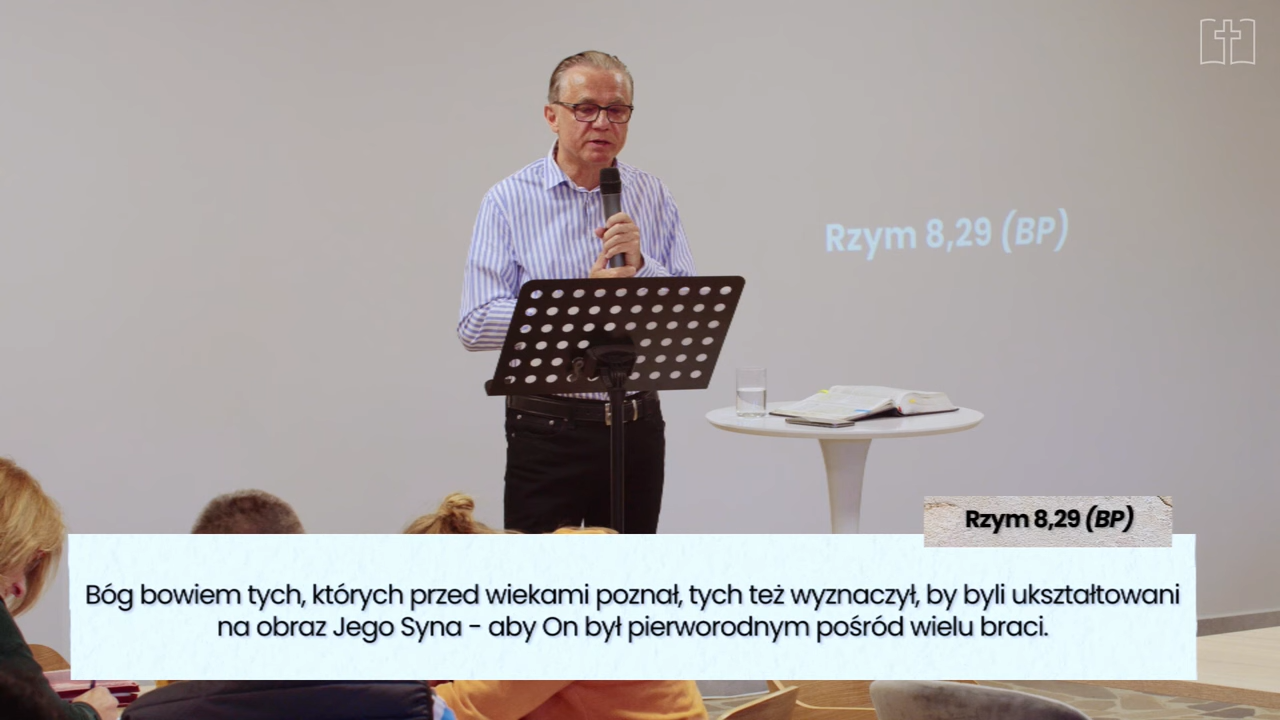 Rzym 8,29 (BP)
Rzym 8,29 (BP)
Bóg bowiem tych, których przed wiekami poznał, tych też wyznaczył, by byli ukształtowani
na obraz Jego Syna - aby On był pierworodnym pośród wielu braci.